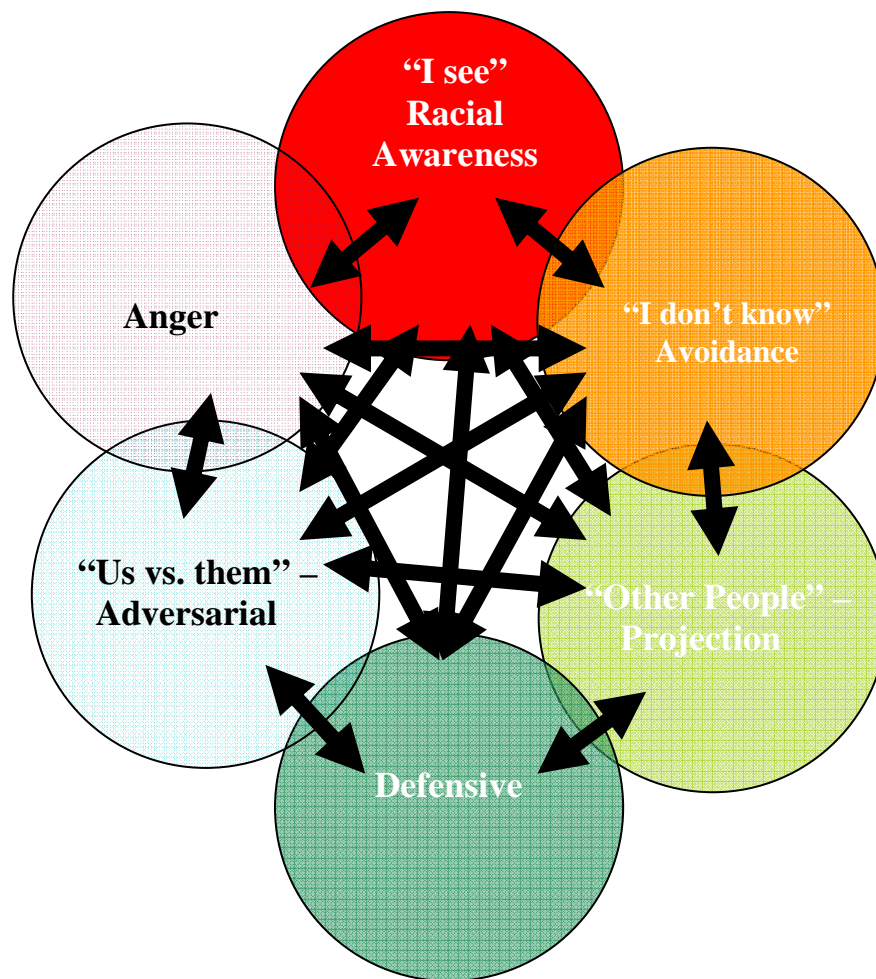 “I see”
Racial
Awareness
Anger
“I don’t know”
Avoidance
“Us vs. them” –
Adversarial
“Other People” –
Projection
Defensive